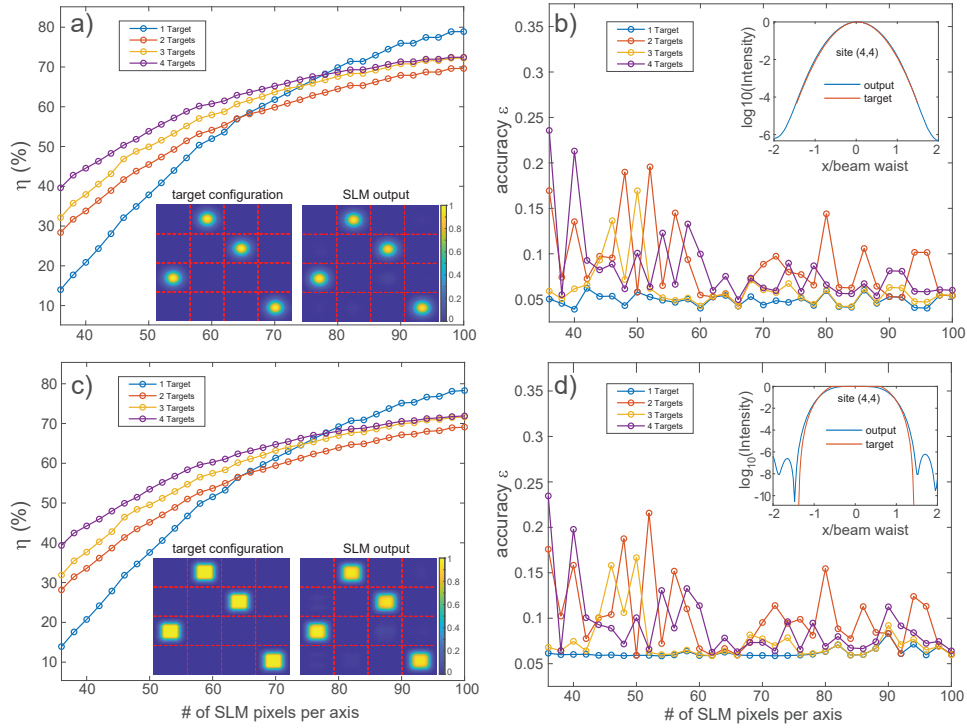 a)
1 Target
2 Targets
3 Targets
4 Targets
η (%)
80
70
60
50
40
30
20
10
40 50 60 70 80 90 100
target configuration
SLM output
1
0.8
0.6
0.4
0.2
0
b)
1 Target
2 Targets
3 Targets
4 Targets
accuracy ε
0.35
0.3
0.25
0.2
0.15
0.1
0.05
40 50 60 70 80 90 100
log10(Intensity)
0
-2
-4
-6
site (4,4)
output
target
-2 -1 0 1 2
x/beam waist
c)
1 Target
2 Targets
3 Targets
4 Targets
η (%)
80
70
60
50
40
30
20
10
40 50 60 70 80 90 100
# of SLM pixels per axis
target configuration
SLM output
1
0.8
0.6
0.4
0.2
0
d)
1 Target
2 Targets
3 Targets
4 Targets
accuracy ε
0.35
0.3
0.25
0.2
0.15
0.1
0.05
40 50 60 70 80 90 100
# of SLM pixels per axis
log10(Intensity)
0
-2
-4
-6
-8
-10
site (4,4)
output
target
-2 -1 0 1 2
x/beam waist